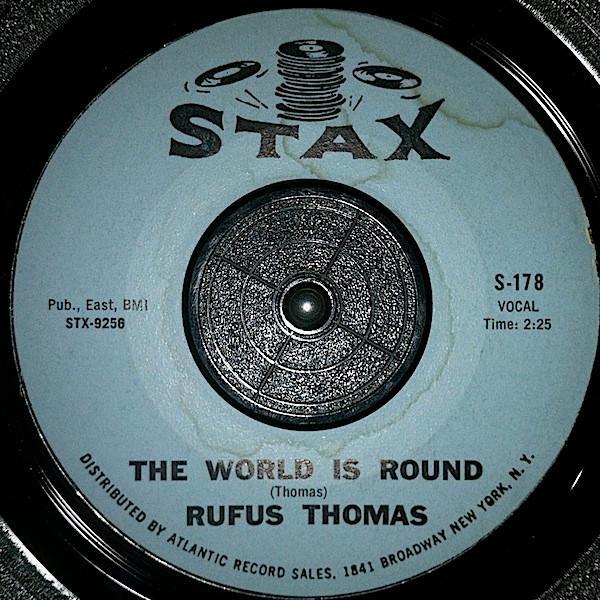 STAX
S-178
VOCAL
Time: 2:25
Pub., East, BMI
STX-9256
THE WORLD IS ROUND
(Thomas)
RUFUS THOMAS
DISTRIBUTED BY ATLANTIC RECORD SALES. 1841 BROADWAY NEW YORK, N. Y.